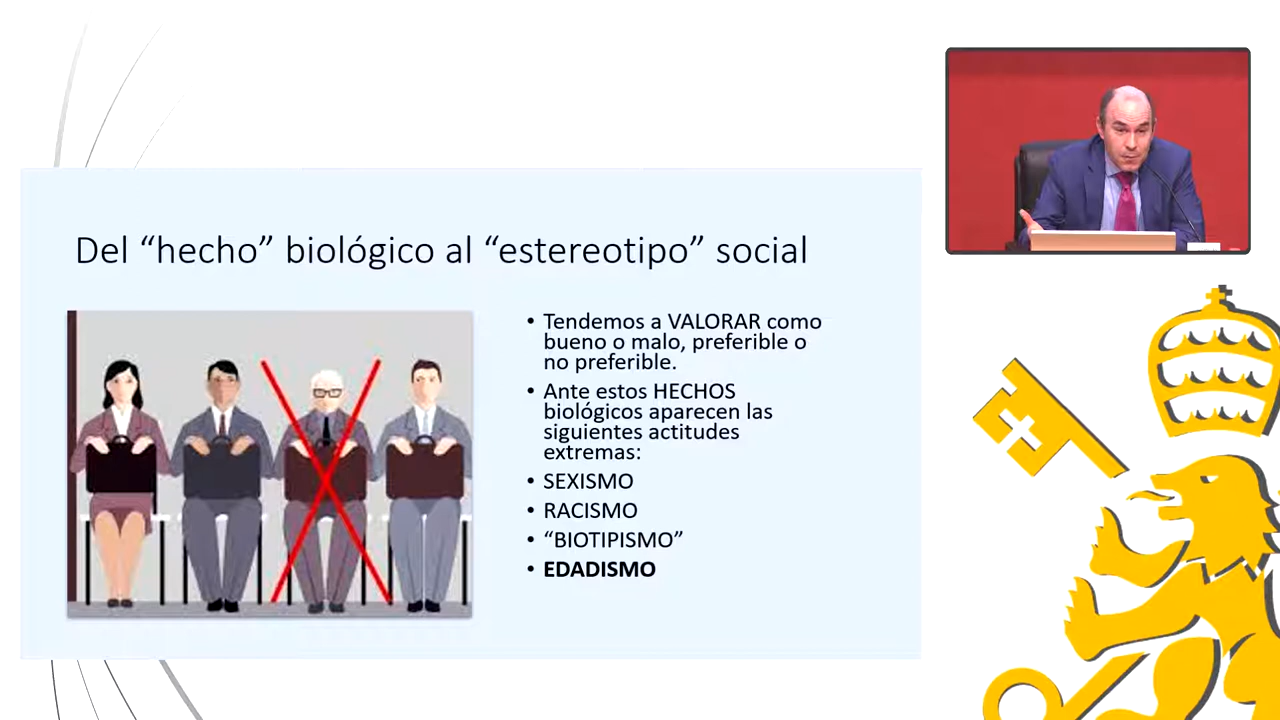 Del “hecho” biológico al “estereotipo” social
• Tendemos a VALORAR como
bueno o malo, preferible o
no preferible.
• Ante estos HECHOS
biológicos aparecen las
siguientes actitudes
extremas:
• SEXISMO
• RACISMO
• “BIOTIPISMO”
• EDADISMO